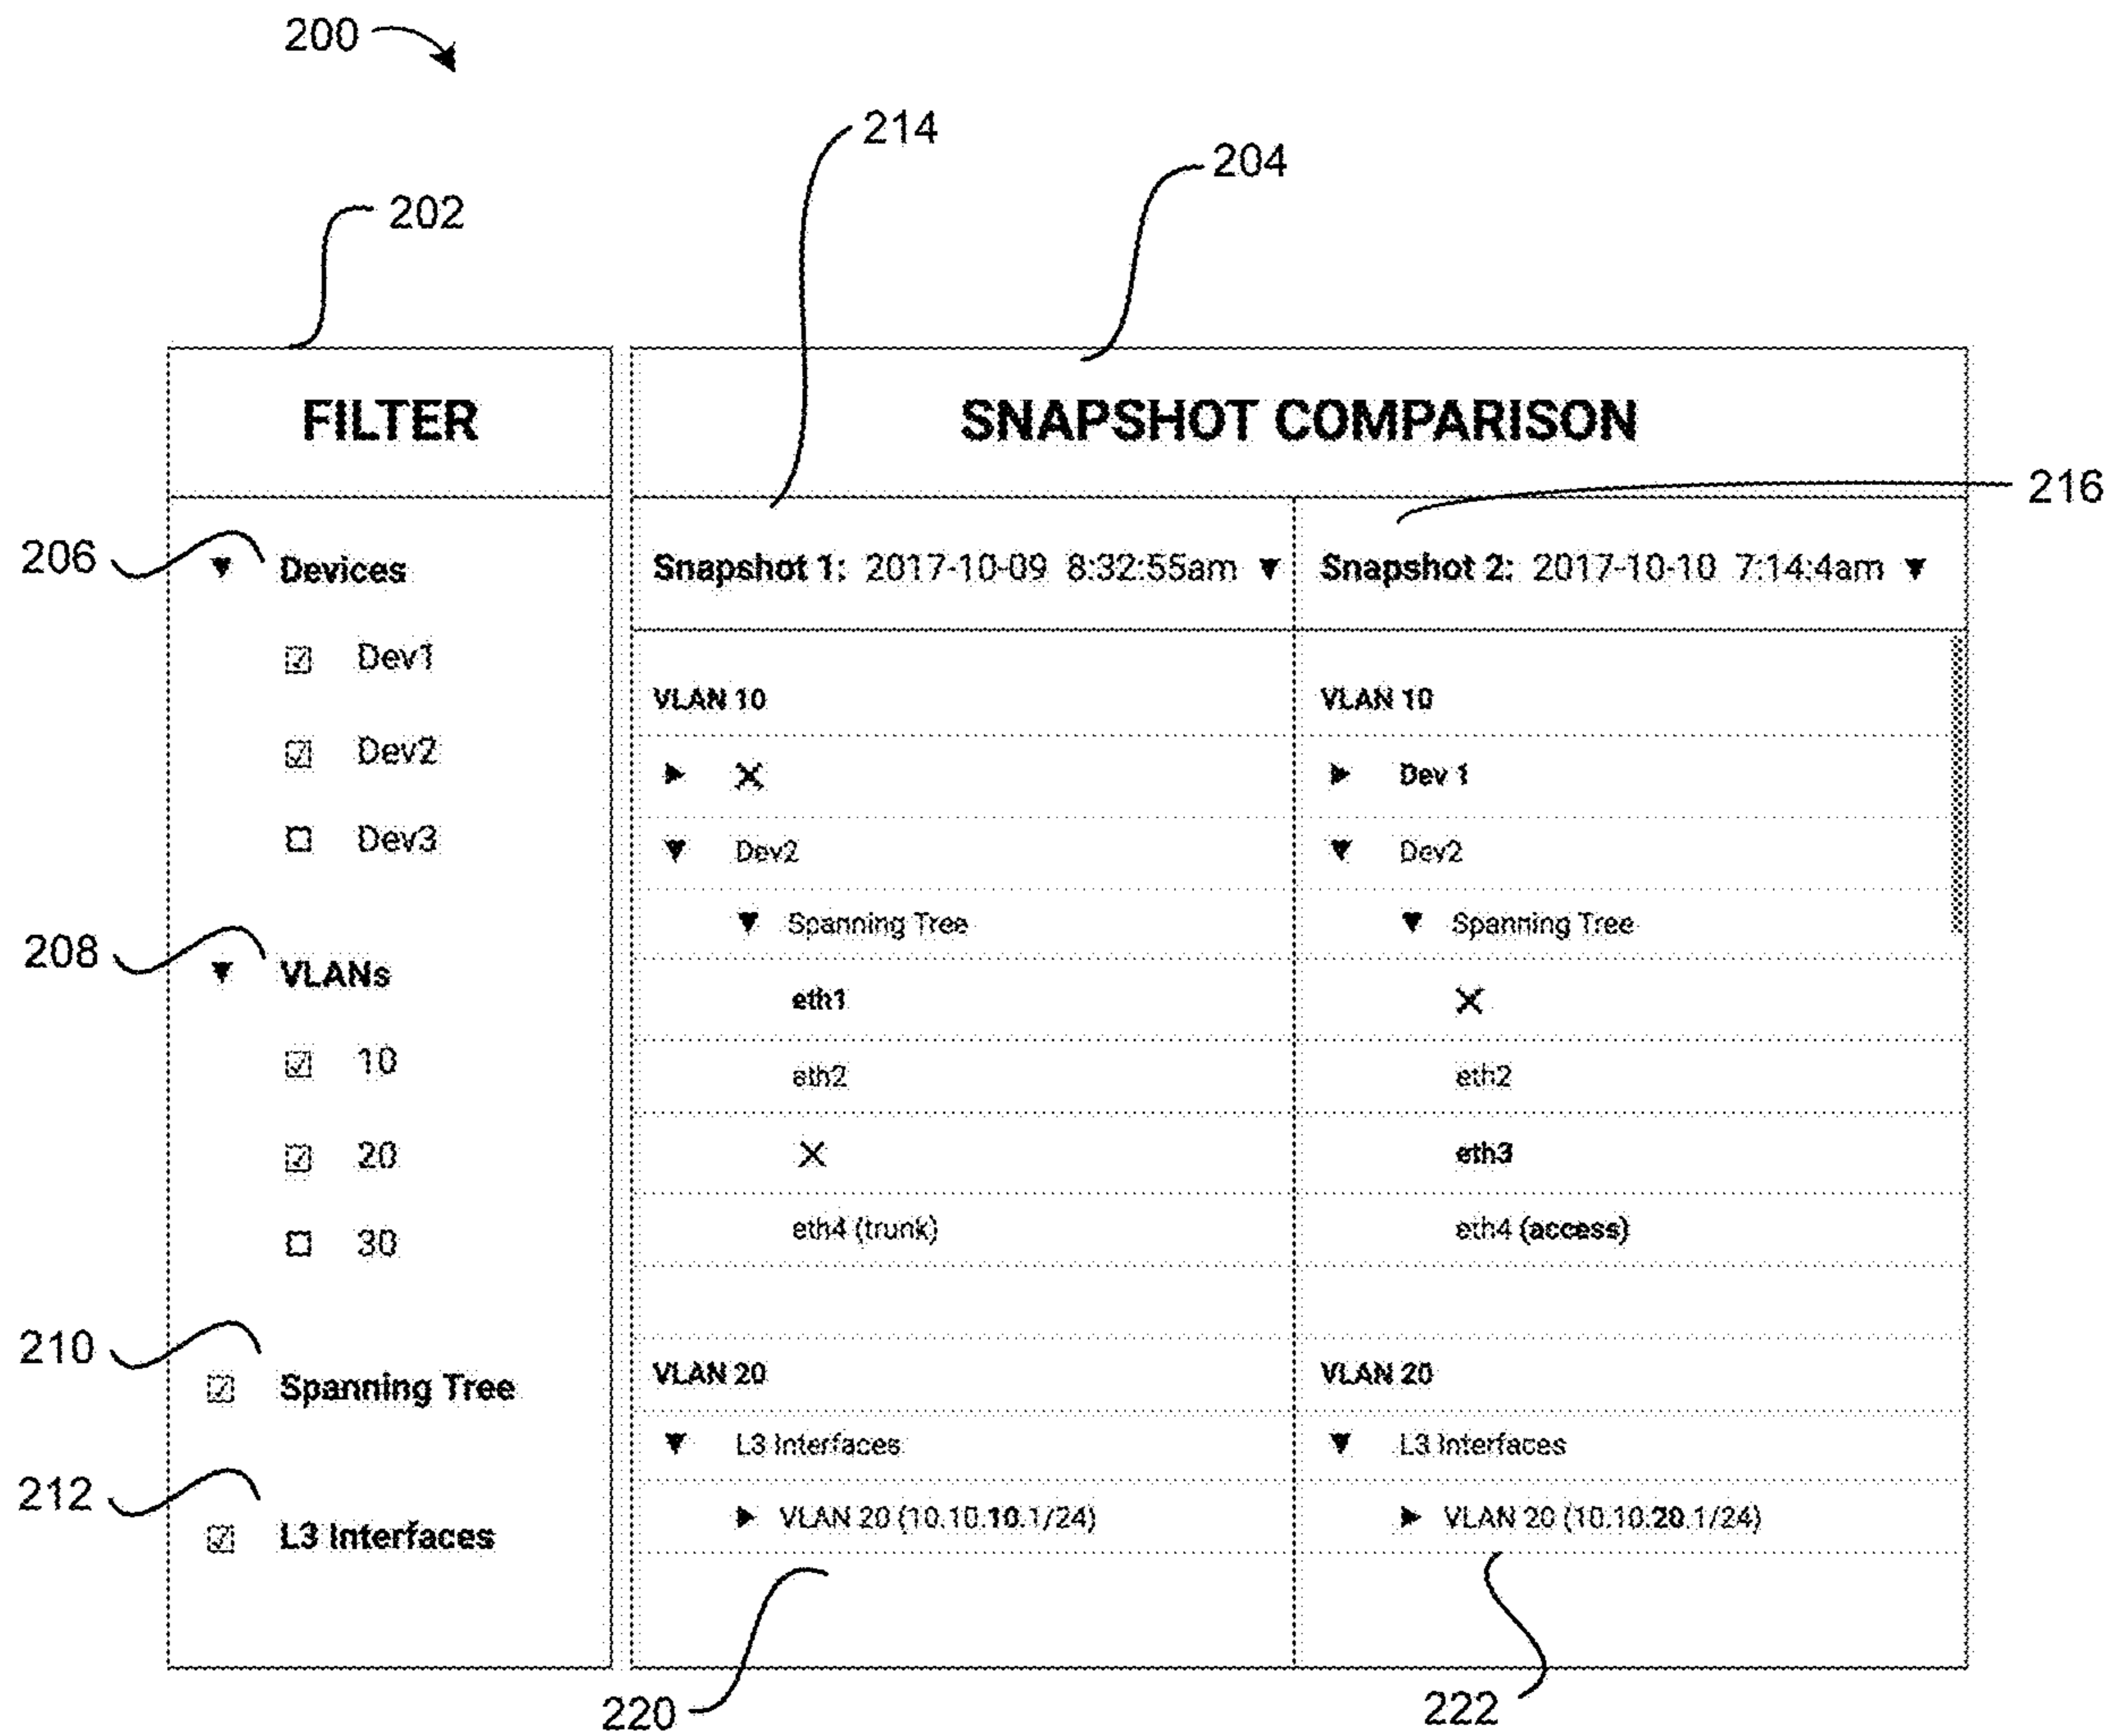 200
214
204
202
FILTER
SNAPSHOT COMPARISON
216
206
Devices
Dev1
Dev2
Dev3
208
VLANs
10
20
30
210
Spanning Tree
212
L3 Interfaces
Snapshot 1: 2017-10-09 8:32:55am
Snapshot 2: 2017-10-10 7:14:4am
VLAN 10
VLAN 10
Dev 1
Dev2
Dev2
Spanning Tree
Spanning Tree
eth1
eth2
eth2
eth3
eth4 (trunk)
eth4 (access)
VLAN 20
VLAN 20
L3 Interfaces
L3 Interfaces
VLAN 20 (10.10.10.1/24)
VLAN 20 (10.10.20.1/24)
220
222